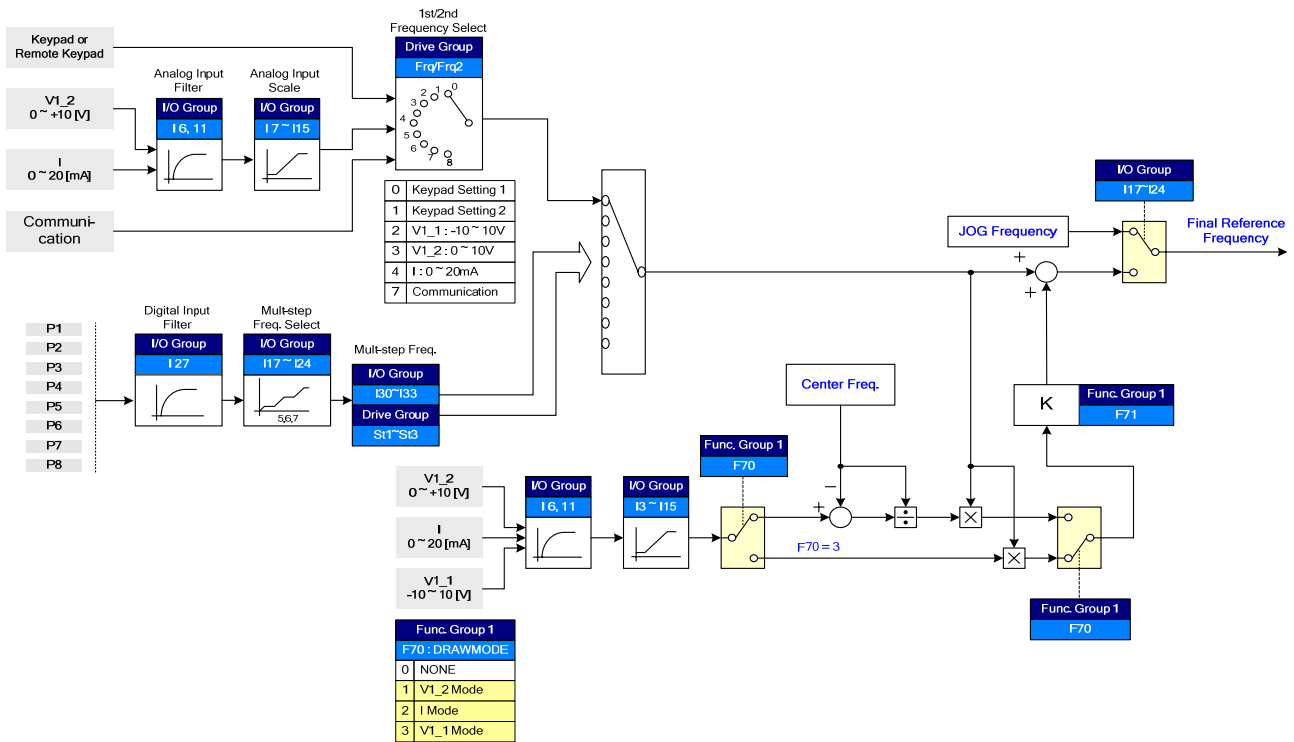 1st/2nd
Frequency Select
Keypad or
Remote Keypad
Drive Group
Frq/Frq2
0
1
2
3
4
5
6
7
8
Analog Input
Filter
I/O Group
I 6, 11
Analog Input
Scale
I/O Group
I 7 ~ I15
V1_2
0 ~ +10 [V]
I
0 ~ 20 [mA]
Communi-
cation
0 Keypad Setting 1
1 Keypad Setting 2
2 V1_1 : -10 ~ 10V
3 V1_2 : 0 ~ 10V
4 I : 0 ~ 20mA
7 Communication
I/O Group
I17~I24
JOG Frequency
Final Reference
Frequency
+
+
P1
P2
P3
P4
P5
P6
P7
P8
Digital Input
Filter
I/O Group
I 27
Mult-step
Freq. Select
I/O Group
I17 ~ I24
5,6,7
Mult-step Freq.
I/O Group
I30~I33
Drive Group
St1~St3
Center Freq.
K
Func. Group 1
F71
V1_2
0 ~ +10 [V]
I
0 ~ 20 [mA]
V1_1
-10 ~ 10 [V]
I/O Group
I 6, 11
I/O Group
I3 ~ I15
Func. Group 1
F70
−
+
÷
×
×
F70 = 3
Func. Group 1
F70
Func. Group 1
F70 : DRAWMODE
0 NONE
1 V1_2 Mode
2 I Mode
3 V1_1 Mode